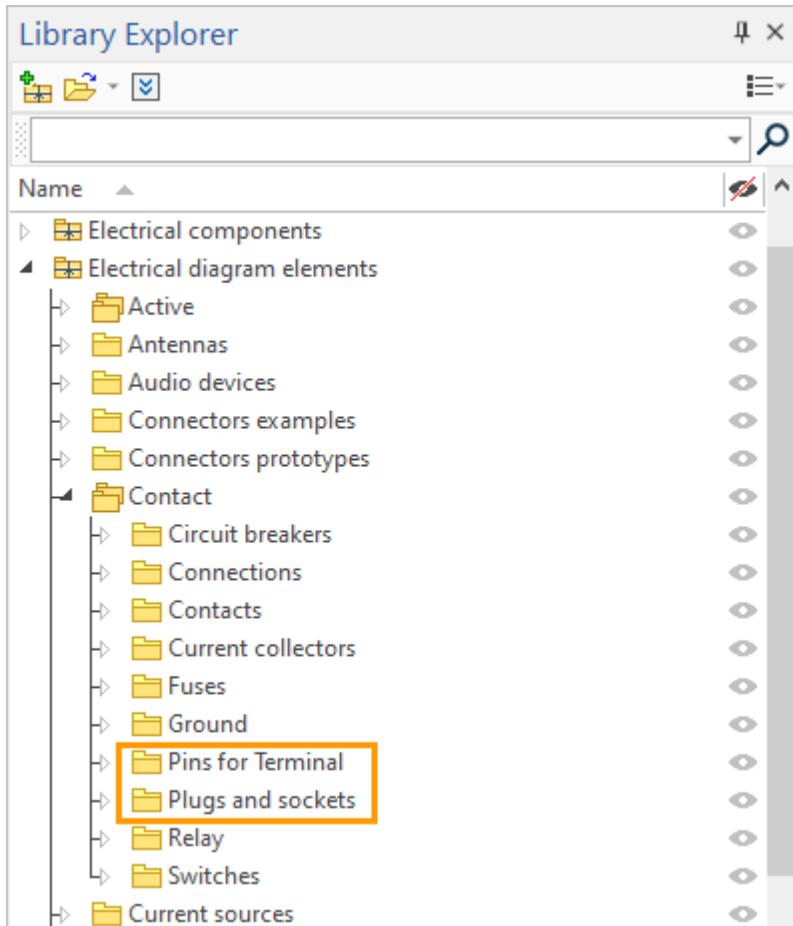 Library Explorer
Name
Electrical components
Electrical diagram elements
Active
Antennas
Audio devices
Connectors examples
Connectors prototypes
Contact
Circuit breakers
Connections
Contacts
Current collectors
Fuses
Ground
Pins for Terminal
Plugs and sockets
Relay
Switches
Current sources